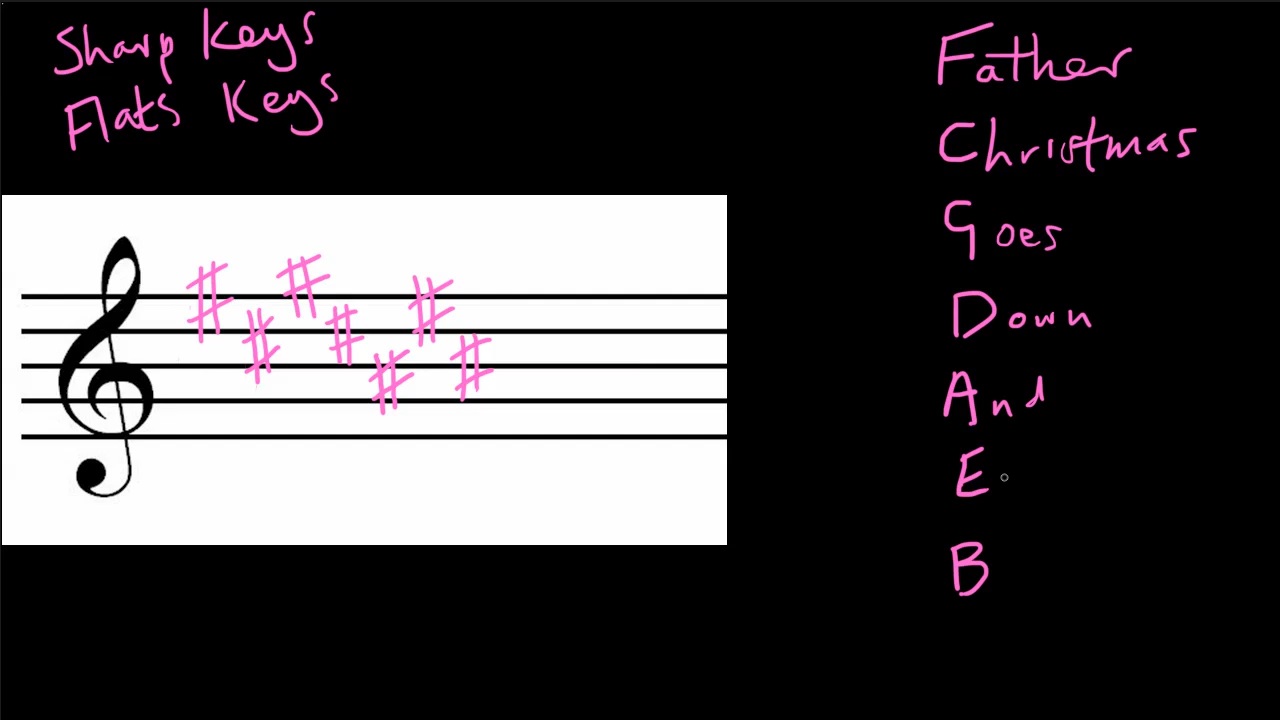 Sharp Keys
Flats Keys
Father
Christmas
Goes
Down
And
E
B